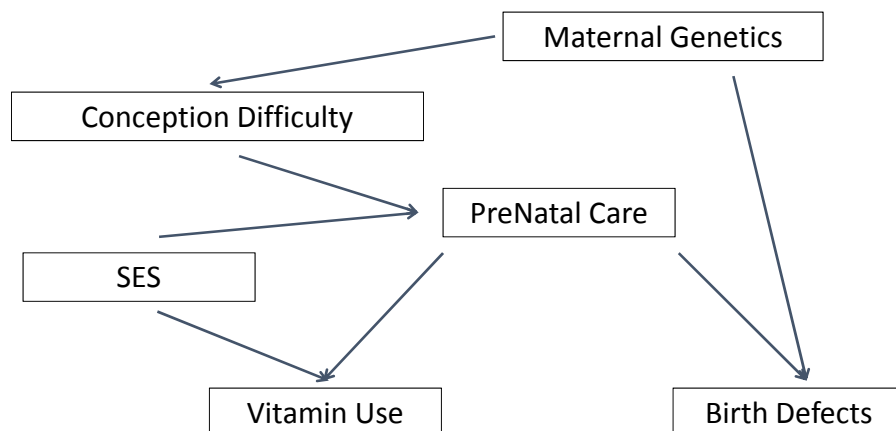 Maternal Genetics
Conception Difficulty
PreNatal Care
SES
Vitamin Use
Birth Defects